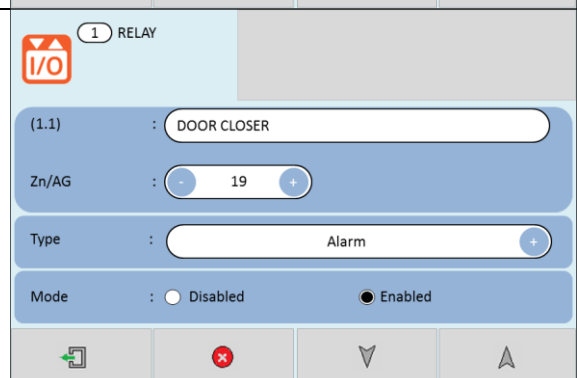 1 RELAY
I/O
(1.1) : DOOR CLOSER
Zn/AG : - 19 +
Type : Alarm +
Mode : Disabled Enabled